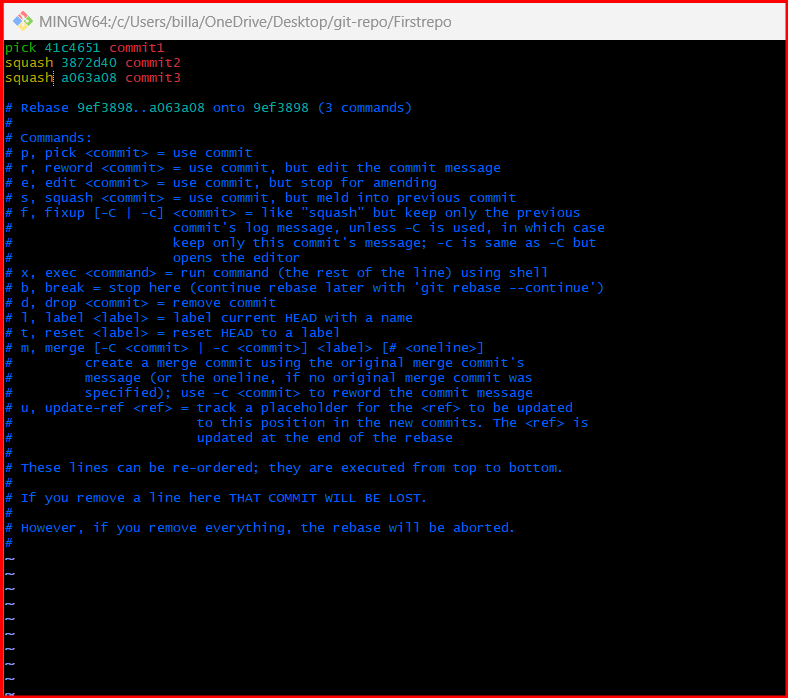 MINGW64:/c/Users/billa/OneDrive/Desktop/git-repo/Firstrepo
pick 41c4651 commit1
squash 3872d40 commit2
squash a063a08 commit3

# Rebase 9ef3898..a063a08 onto 9ef3898 (3 commands)
#
# Commands:
# p, pick <commit> = use commit
# r, reword <commit> = use commit, but edit the commit message
# e, edit <commit> = use commit, but stop for amending
# s, squash <commit> = use commit, but meld into previous commit
# f, fixup [-C | -c] <commit> = like "squash" but keep only the previous
#                    commit's log message, unless -C is used, in which case
#                    keep only this commit's message; -c is same as -C but
#                    opens the editor
# x, exec <command> = run command (the rest of the line) using shell
# b, break = stop here (continue rebase later with 'git rebase --continue')
# d, drop <commit> = remove commit
# l, label <label> = label current HEAD with a name
# t, reset <label> = reset HEAD to a label
# m, merge [-C <commit> | -c <commit>] <label> [# <oneline>]
#         create a merge commit using the original merge commit's
#         message (or the oneline, if no original merge commit was
#         specified); use -c <commit> to reword the commit message
# u, update-ref <ref> = track a placeholder for the <ref> to be updated
#                       to this position in the new commits. The <ref> is
#                       updated at the end of the rebase
#
# These lines can be re-ordered; they are executed from top to bottom.
#
# If you remove a line here THAT COMMIT WILL BE LOST.
#
# However, if you remove everything, the rebase will be aborted.
#
~
~
~
~
~
~
~
~
~
~